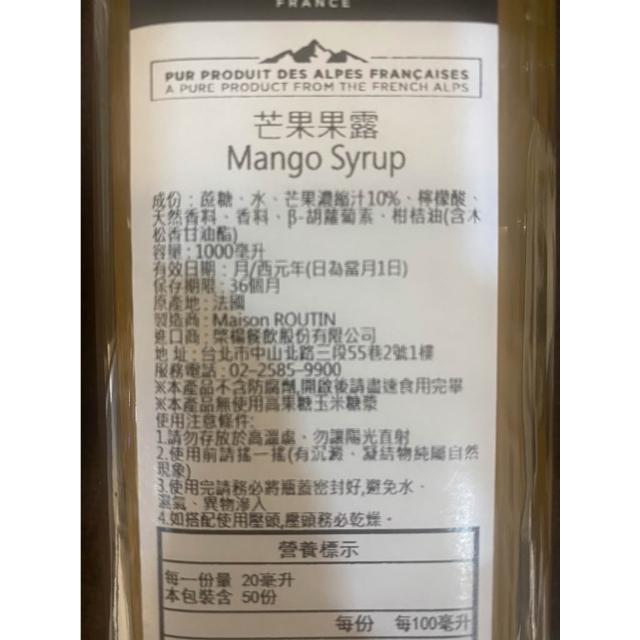 FRANCE
PUR PRODUIT DES ALPES FRANÇAISES
A PURE PRODUCT FROM THE FRENCH ALPS
芒果果露
Mango Syrup
成份：蔗糖、水、芒果濃縮汁10%、檸檬酸、
天然香料、香料、β-胡蘿蔔素、柑桔油(含木
松香甘油酯)
容量：1000毫升
有效日期：月/西元年(日為當月1日)
保存期限：36個月
原產地：法國
製造商：Maison ROUTIN
進口商：棨楊餐飲股份有限公司
地 址：台北市中山北路三段55巷2號1樓
服務電話：02-2585-9900
※本產品不含防腐劑,開啟後請盡速食用完畢
※本產品無使用高果糖玉米糖漿
使用注意條件:
1.請勿存放於高溫處、勿讓陽光直射
2.使用前請搖一搖(有沉澱、凝結物純屬自然
現象)
3.使用完請務必將瓶蓋密封好,避免水、
濕氣、異物滲入
4.如搭配使用壓頭,壓頭務必乾燥。
營養標示
每一份量 20毫升
本包裝含 50份
每份 每100毫升